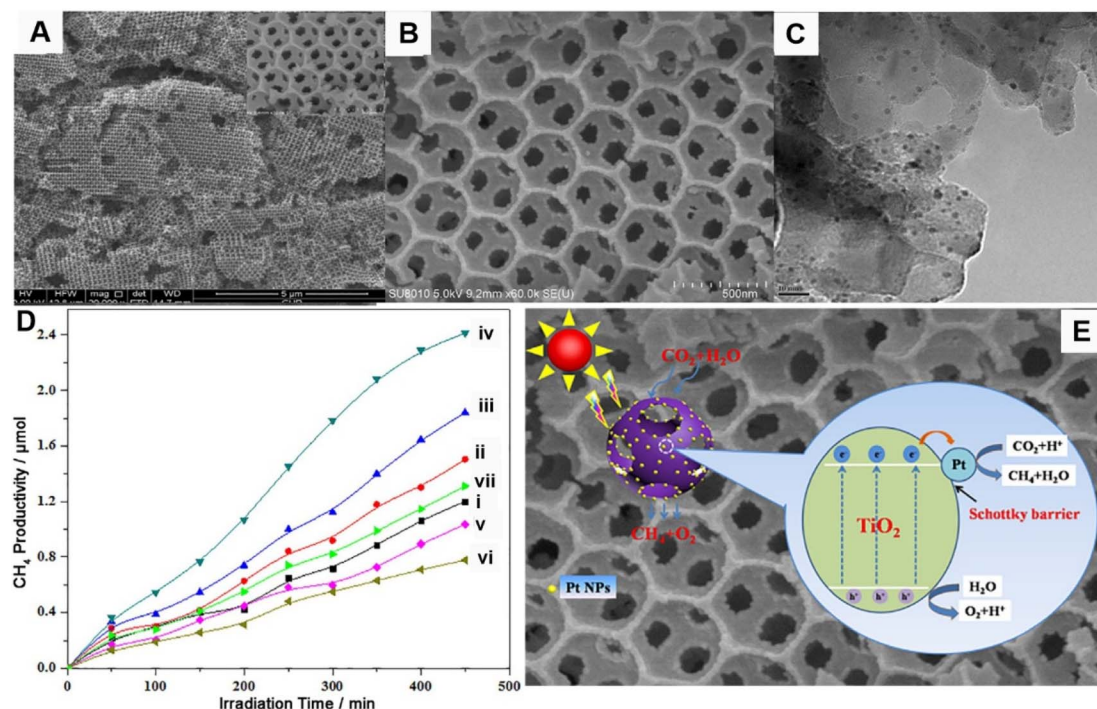 A
B
C
HV HFW mag det WD
5 µm
SU8010 5.0kV 9.2mm x60.0k SE(U)
500nm
D
2.4
2.0
1.6
1.2
0.8
0.4
0.0
CH₄ Productivity / µmol
0 100 200 300 400 500
Irradiation Time / min
iv
iii
ii
vii
i
v
vi
E
CO₂+H₂O
CH₄+O₂
Pt NPs
e⁻ e⁻ e⁻
Pt
CO₂+H⁺
CH₄+H₂O
Schottky barrier
TiO₂
h⁺ h⁺ h⁺
H₂O
O₂+H⁺